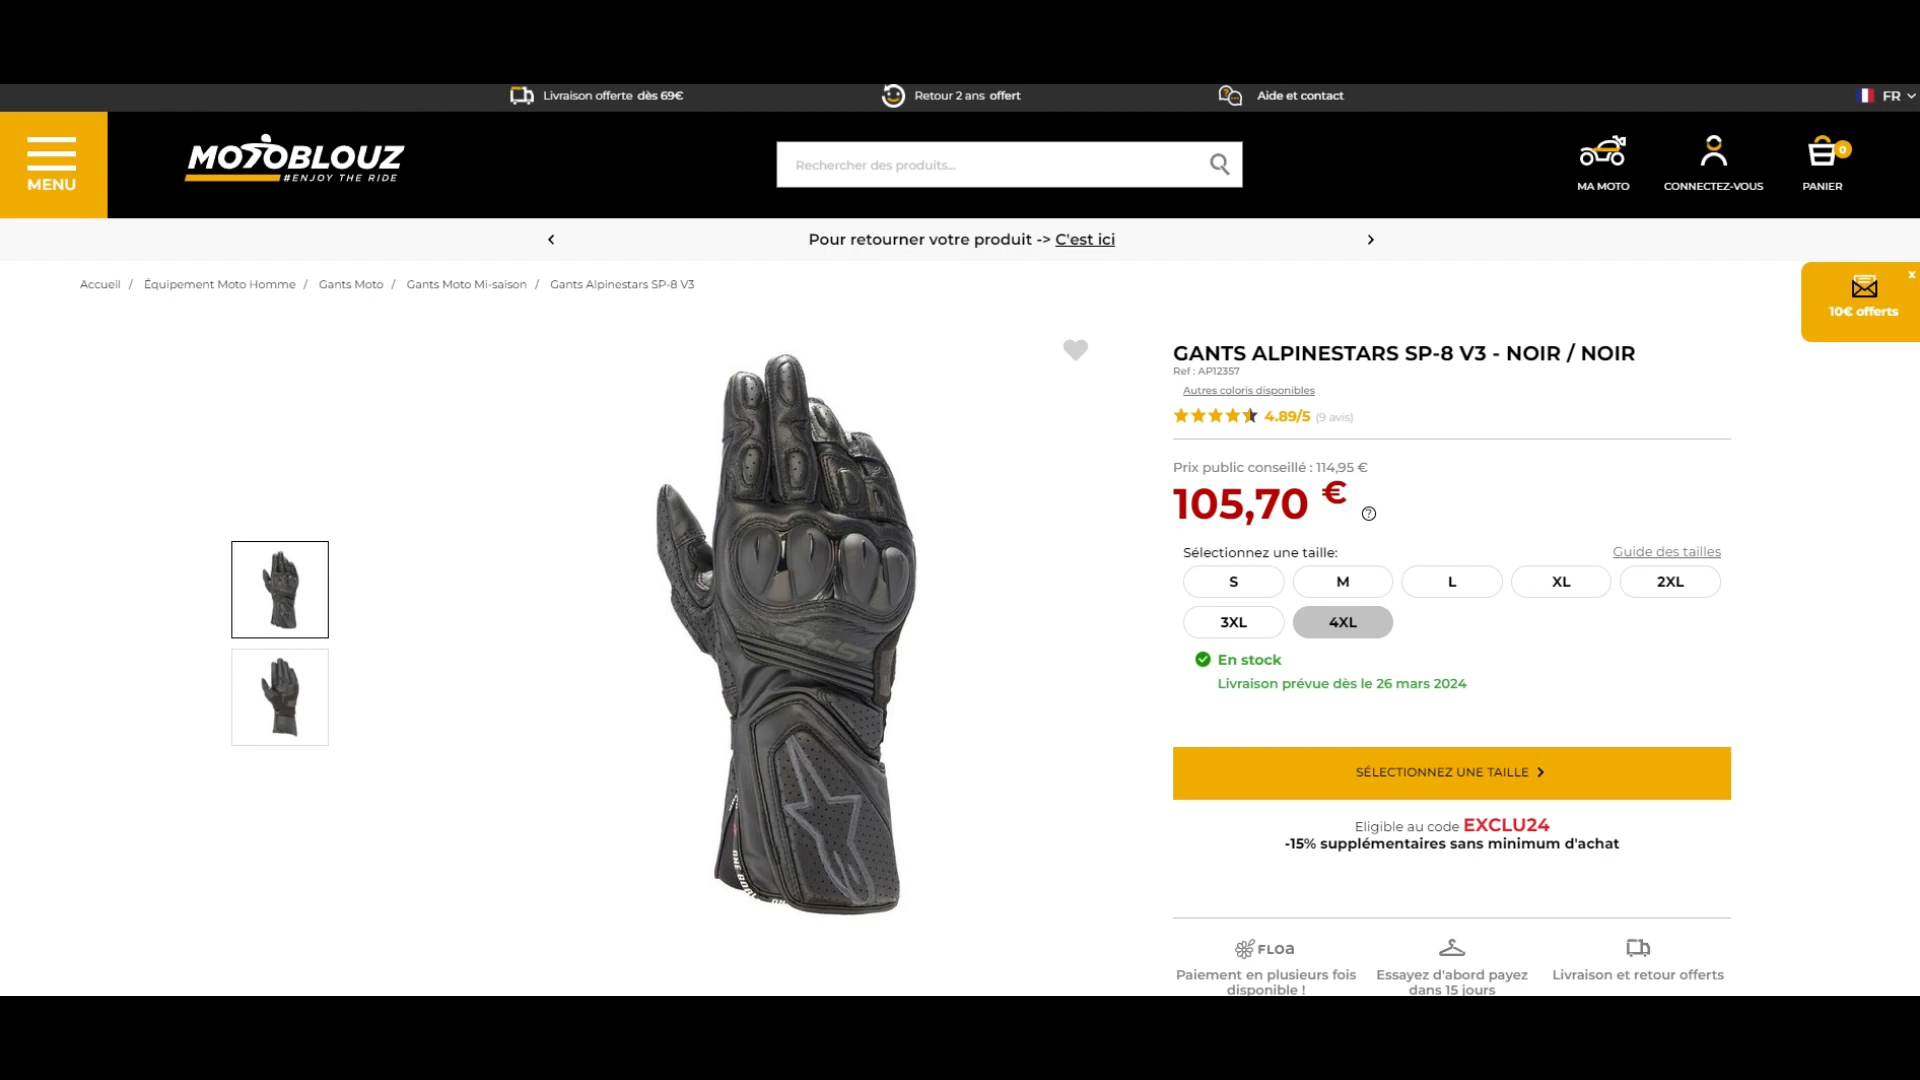 Livraison offerte dès 69€
Retour 2 ans offert
Aide et contact
FR
MENU
MOTOBLOUZ
#ENJOY THE RIDE
Rechercher des produits...
MA MOTO
CONNECTEZ-VOUS
0
PANIER
Pour retourner votre produit -> C'est ici
Accueil / Équipement Moto Homme / Gants Moto / Gants Moto Mi-saison / Gants Alpinestars SP-8 V3
x
10€ offerts
GANTS ALPINESTARS SP-8 V3 - NOIR / NOIR
Ref : AP12357
Autres coloris disponibles
4.89/5 (9 avis)
Prix public conseillé : 114,95 €
105,70 €
?
Sélectionnez une taille:
Guide des tailles
S
M
L
XL
2XL
3XL
4XL
En stock
Livraison prévue dès le 26 mars 2024
SÉLECTIONNEZ UNE TAILLE
Eligible au code EXCLU24
-15% supplémentaires sans minimum d'achat
FLOA
Paiement en plusieurs fois
disponible !
Essayez d'abord payez
dans 15 jours
Livraison et retour offerts